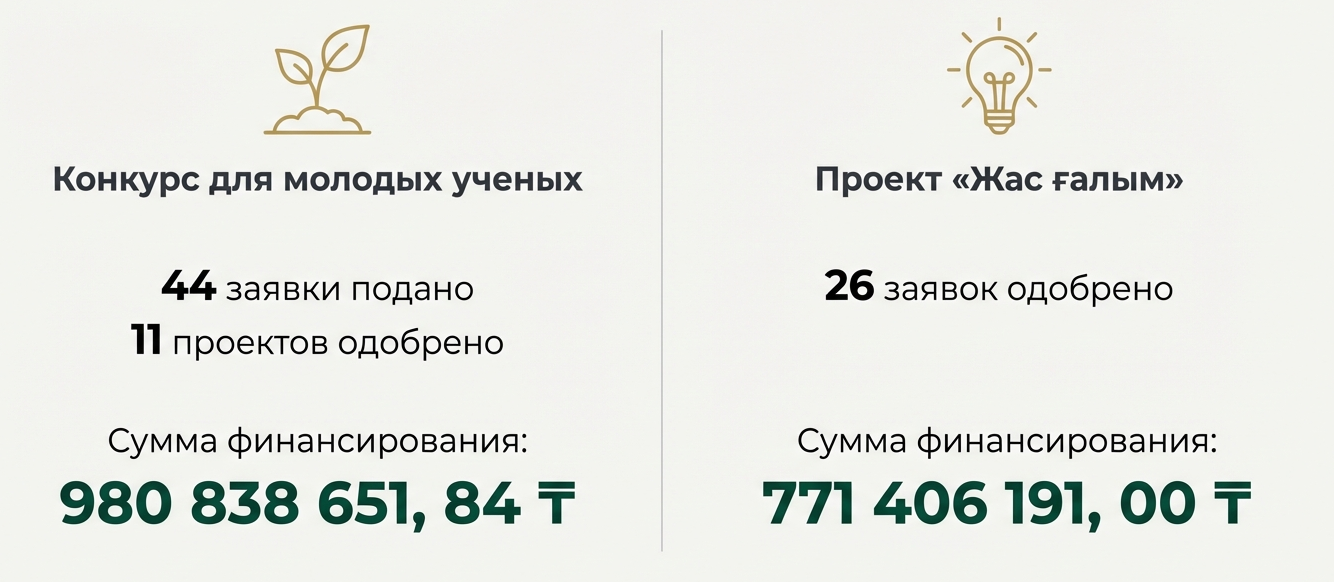 Конкурс для молодых ученых
44 заявки подано
11 проектов одобрено
Сумма финансирования:
980 838 651, 84 ₸
Проект «Жас ғалым»
26 заявок одобрено
Сумма финансирования:
771 406 191, 00 ₸